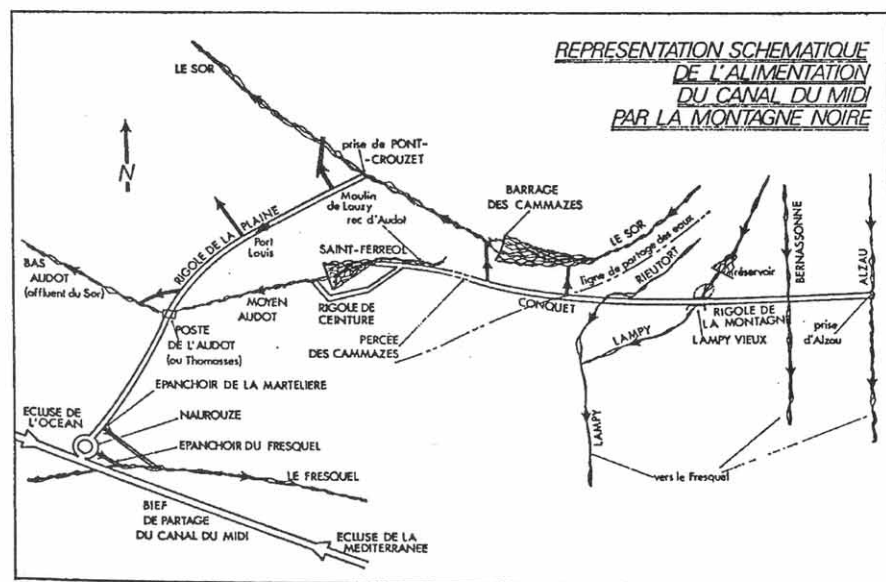 REPRESENTATION SCHEMATIQUE
DE L'ALIMENTATION
DU CANAL DU MIDI
PAR LA MONTAGNE NOIRE
LE SOR
prise de PONT-
CROUZET
N
Moulin
de Louzy
rec d'Audot
BARRAGE
DES CAMMAZES
RIGOLE DE LA PLAINE
Port
Louis
SAINT-FERREOL
LE SOR
ligne de partage des eaux
RIEUTORT
réservoir
BERNASSONNE
ALZAU
BAS
AUDOT
(affluent du Sor)
MOYEN
AUDOT
RIGOLE DE
CEINTURE
CONQUET
RIGOLE DE
LA MONTAGNE
prise
d'Alzau
POSTE
DE L'AUDOT
(ou Thomasses)
PERCÉE
DES CAMMAZES
LAMPY
LAMPY VIEUX
EPANCHOIR DE LA MARTELIERE
ECLUSE DE
L'OCEAN
NAUROUZE
EPANCHOIR DU FRESQUEL
LAMPY
LE FRESQUEL
vers le Fresquel
BIEF
DE PARTAGE
DU CANAL DU MIDI
ECLUSE DE LA
MEDITERRANEE